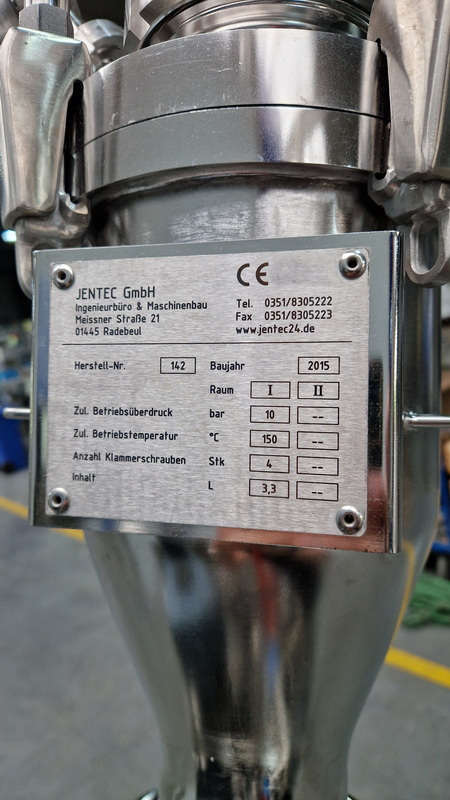 CE
JENTEC GmbH
Ingenieurbüro & Maschinenbau Tel. 0351/8305222
Meissner Straße 21 Fax 0351/8305223
01445 Radebeul www.jentec24.de
Herstell-Nr. 142 Baujahr 2015
Raum I II
Zul. Betriebsüberdruck bar 10 --
Zul. Betriebstemperatur °C 150 --
Anzahl Klammerschrauben Stk 4 --
Inhalt L 3,3 --